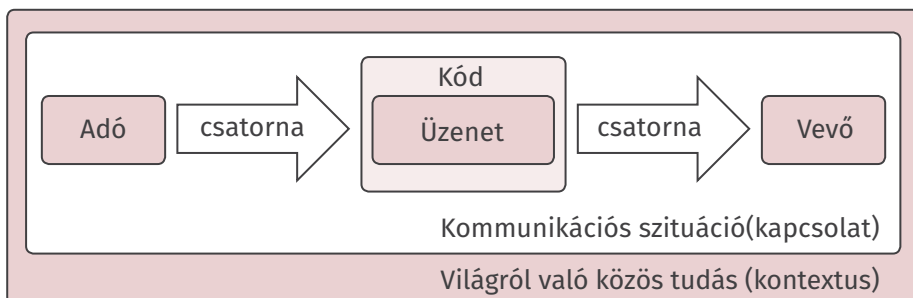 Kód
Adó
csatorna
Üzenet
csatorna
Vevő
Kommunikációs szituáció(kapcsolat)
Világról való közös tudás (kontextus)